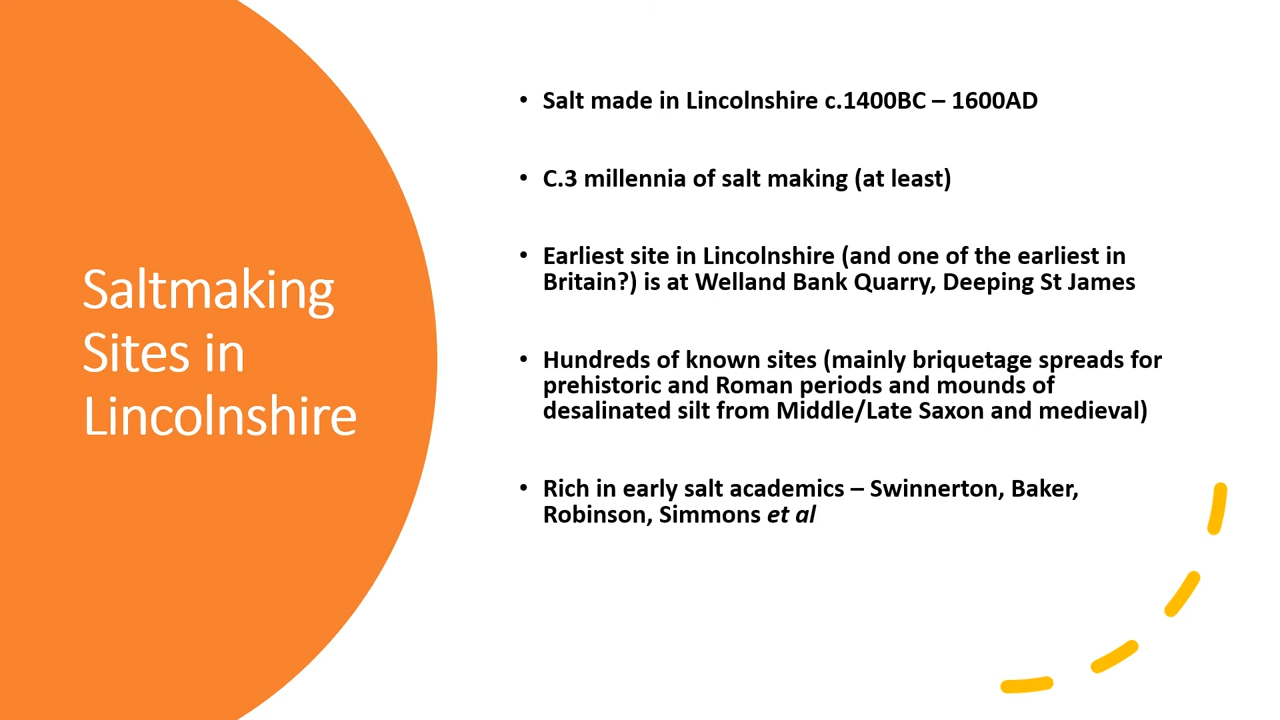 Saltmaking
Sites in
Lincolnshire
• Salt made in Lincolnshire c.1400BC – 1600AD
• C.3 millennia of salt making (at least)
• Earliest site in Lincolnshire (and one of the earliest in
Britain?) is at Welland Bank Quarry, Deeping St James
• Hundreds of known sites (mainly briquetage spreads for
prehistoric and Roman periods and mounds of
desalinated silt from Middle/Late Saxon and medieval)
• Rich in early salt academics – Swinnerton, Baker,
Robinson, Simmons et al